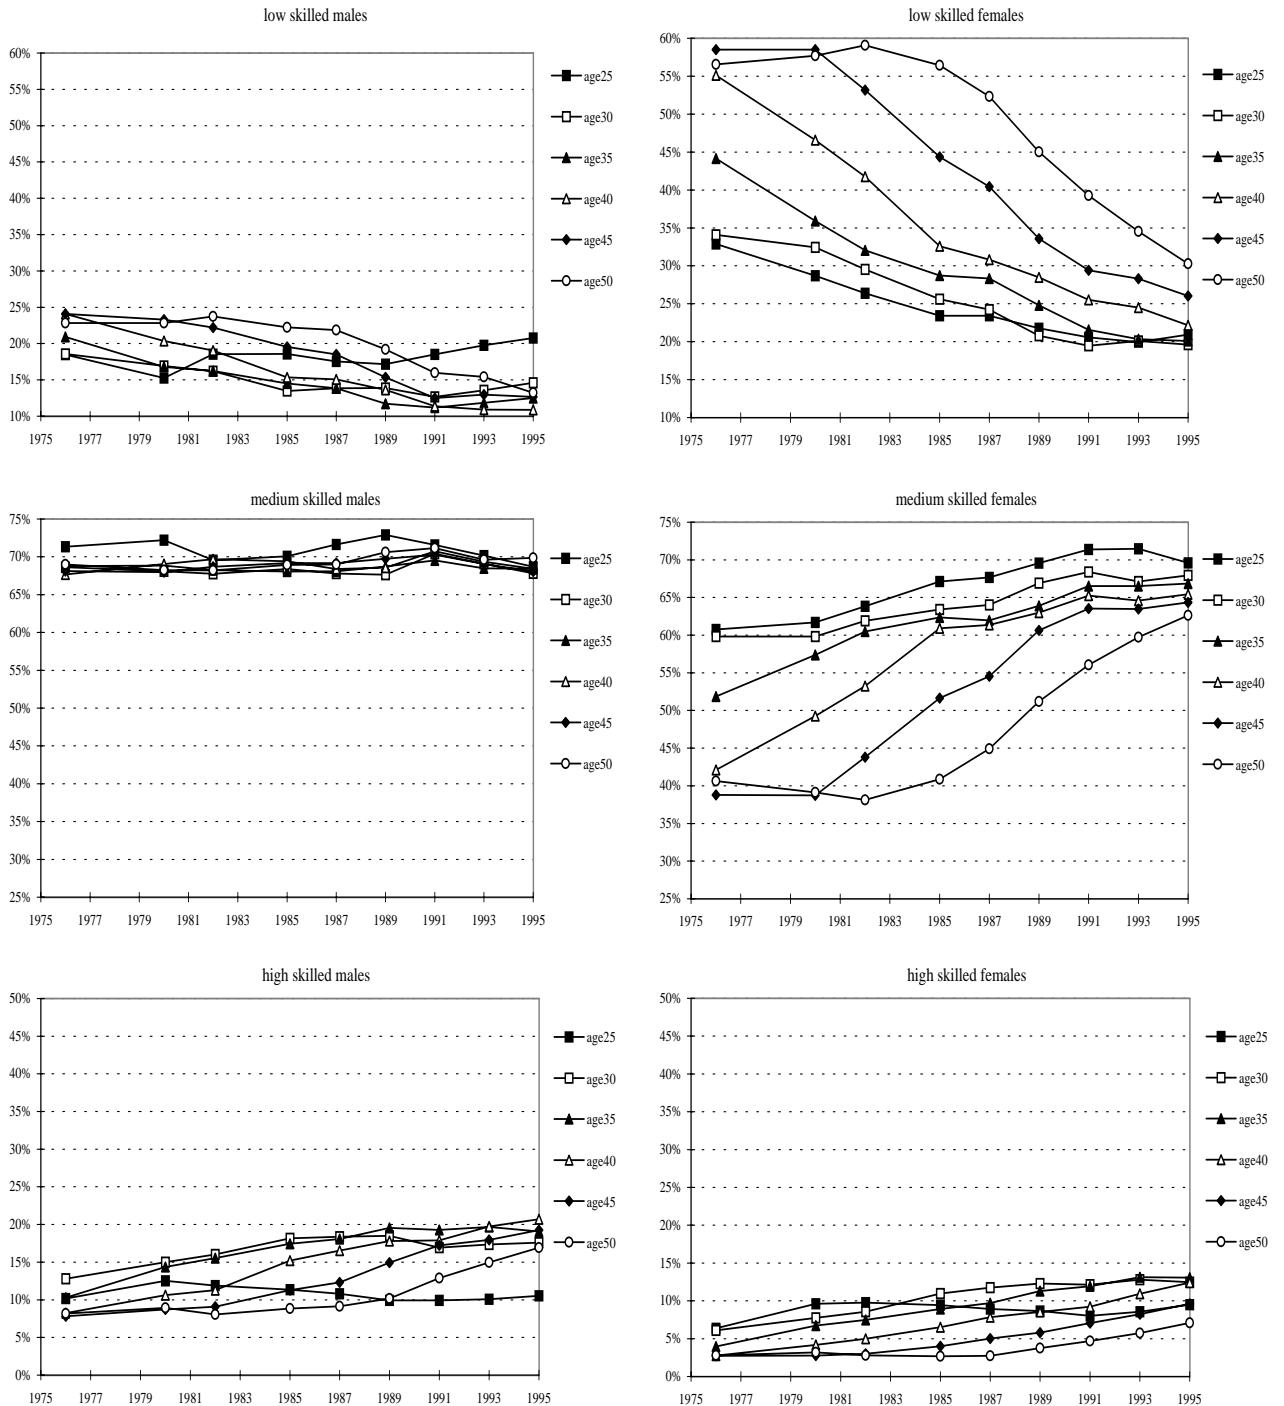 low skilled males
60%
55%
50%
45%
40%
35%
30%
25%
20%
15%
10%
1975 1977 1979 1981 1983 1985 1987 1989 1991 1993 1995
age25
age30
age35
age40
age45
age50
low skilled females
60%
55%
50%
45%
40%
35%
30%
25%
20%
15%
10%
1975 1977 1979 1981 1983 1985 1987 1989 1991 1993 1995
age25
age30
age35
age40
age45
age50
medium skilled males
75%
70%
65%
60%
55%
50%
45%
40%
35%
30%
25%
1975 1977 1979 1981 1983 1985 1987 1989 1991 1993 1995
age25
age30
age35
age40
age45
age50
medium skilled females
75%
70%
65%
60%
55%
50%
45%
40%
35%
30%
25%
1975 1977 1979 1981 1983 1985 1987 1989 1991 1993 1995
age25
age30
age35
age40
age45
age50
high skilled males
50%
45%
40%
35%
30%
25%
20%
15%
10%
5%
0%
1975 1977 1979 1981 1983 1985 1987 1989 1991 1993 1995
age25
age30
age35
age40
age45
age50
high skilled females
50%
45%
40%
35%
30%
25%
20%
15%
10%
5%
0%
1975 1977 1979 1981 1983 1985 1987 1989 1991 1993 1995
age25
age30
age35
age40
age45
age50